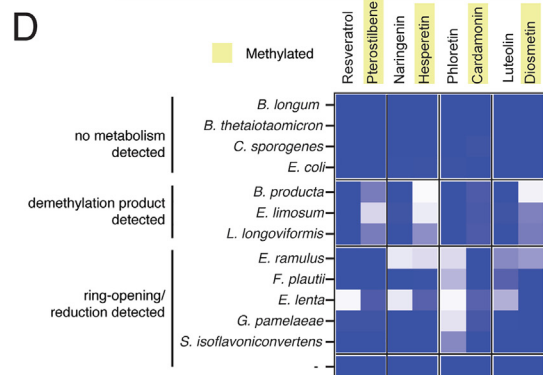 D
Methylated
Resveratrol
Pterostilbene
Naringenin
Hesperetin
Phloretin
Cardamonin
Luteolin
Diosmetin
no metabolism
detected
B. longum
B. thetaiotaomicron
C. sporogenes
E. coli
demethylation product
detected
B. producta
E. limosum
L. longoviformis
ring-opening/
reduction detected
E. ramulus
F. plautii
E. lenta
G. pamelaeae
S. isoflavoniconvertens
-